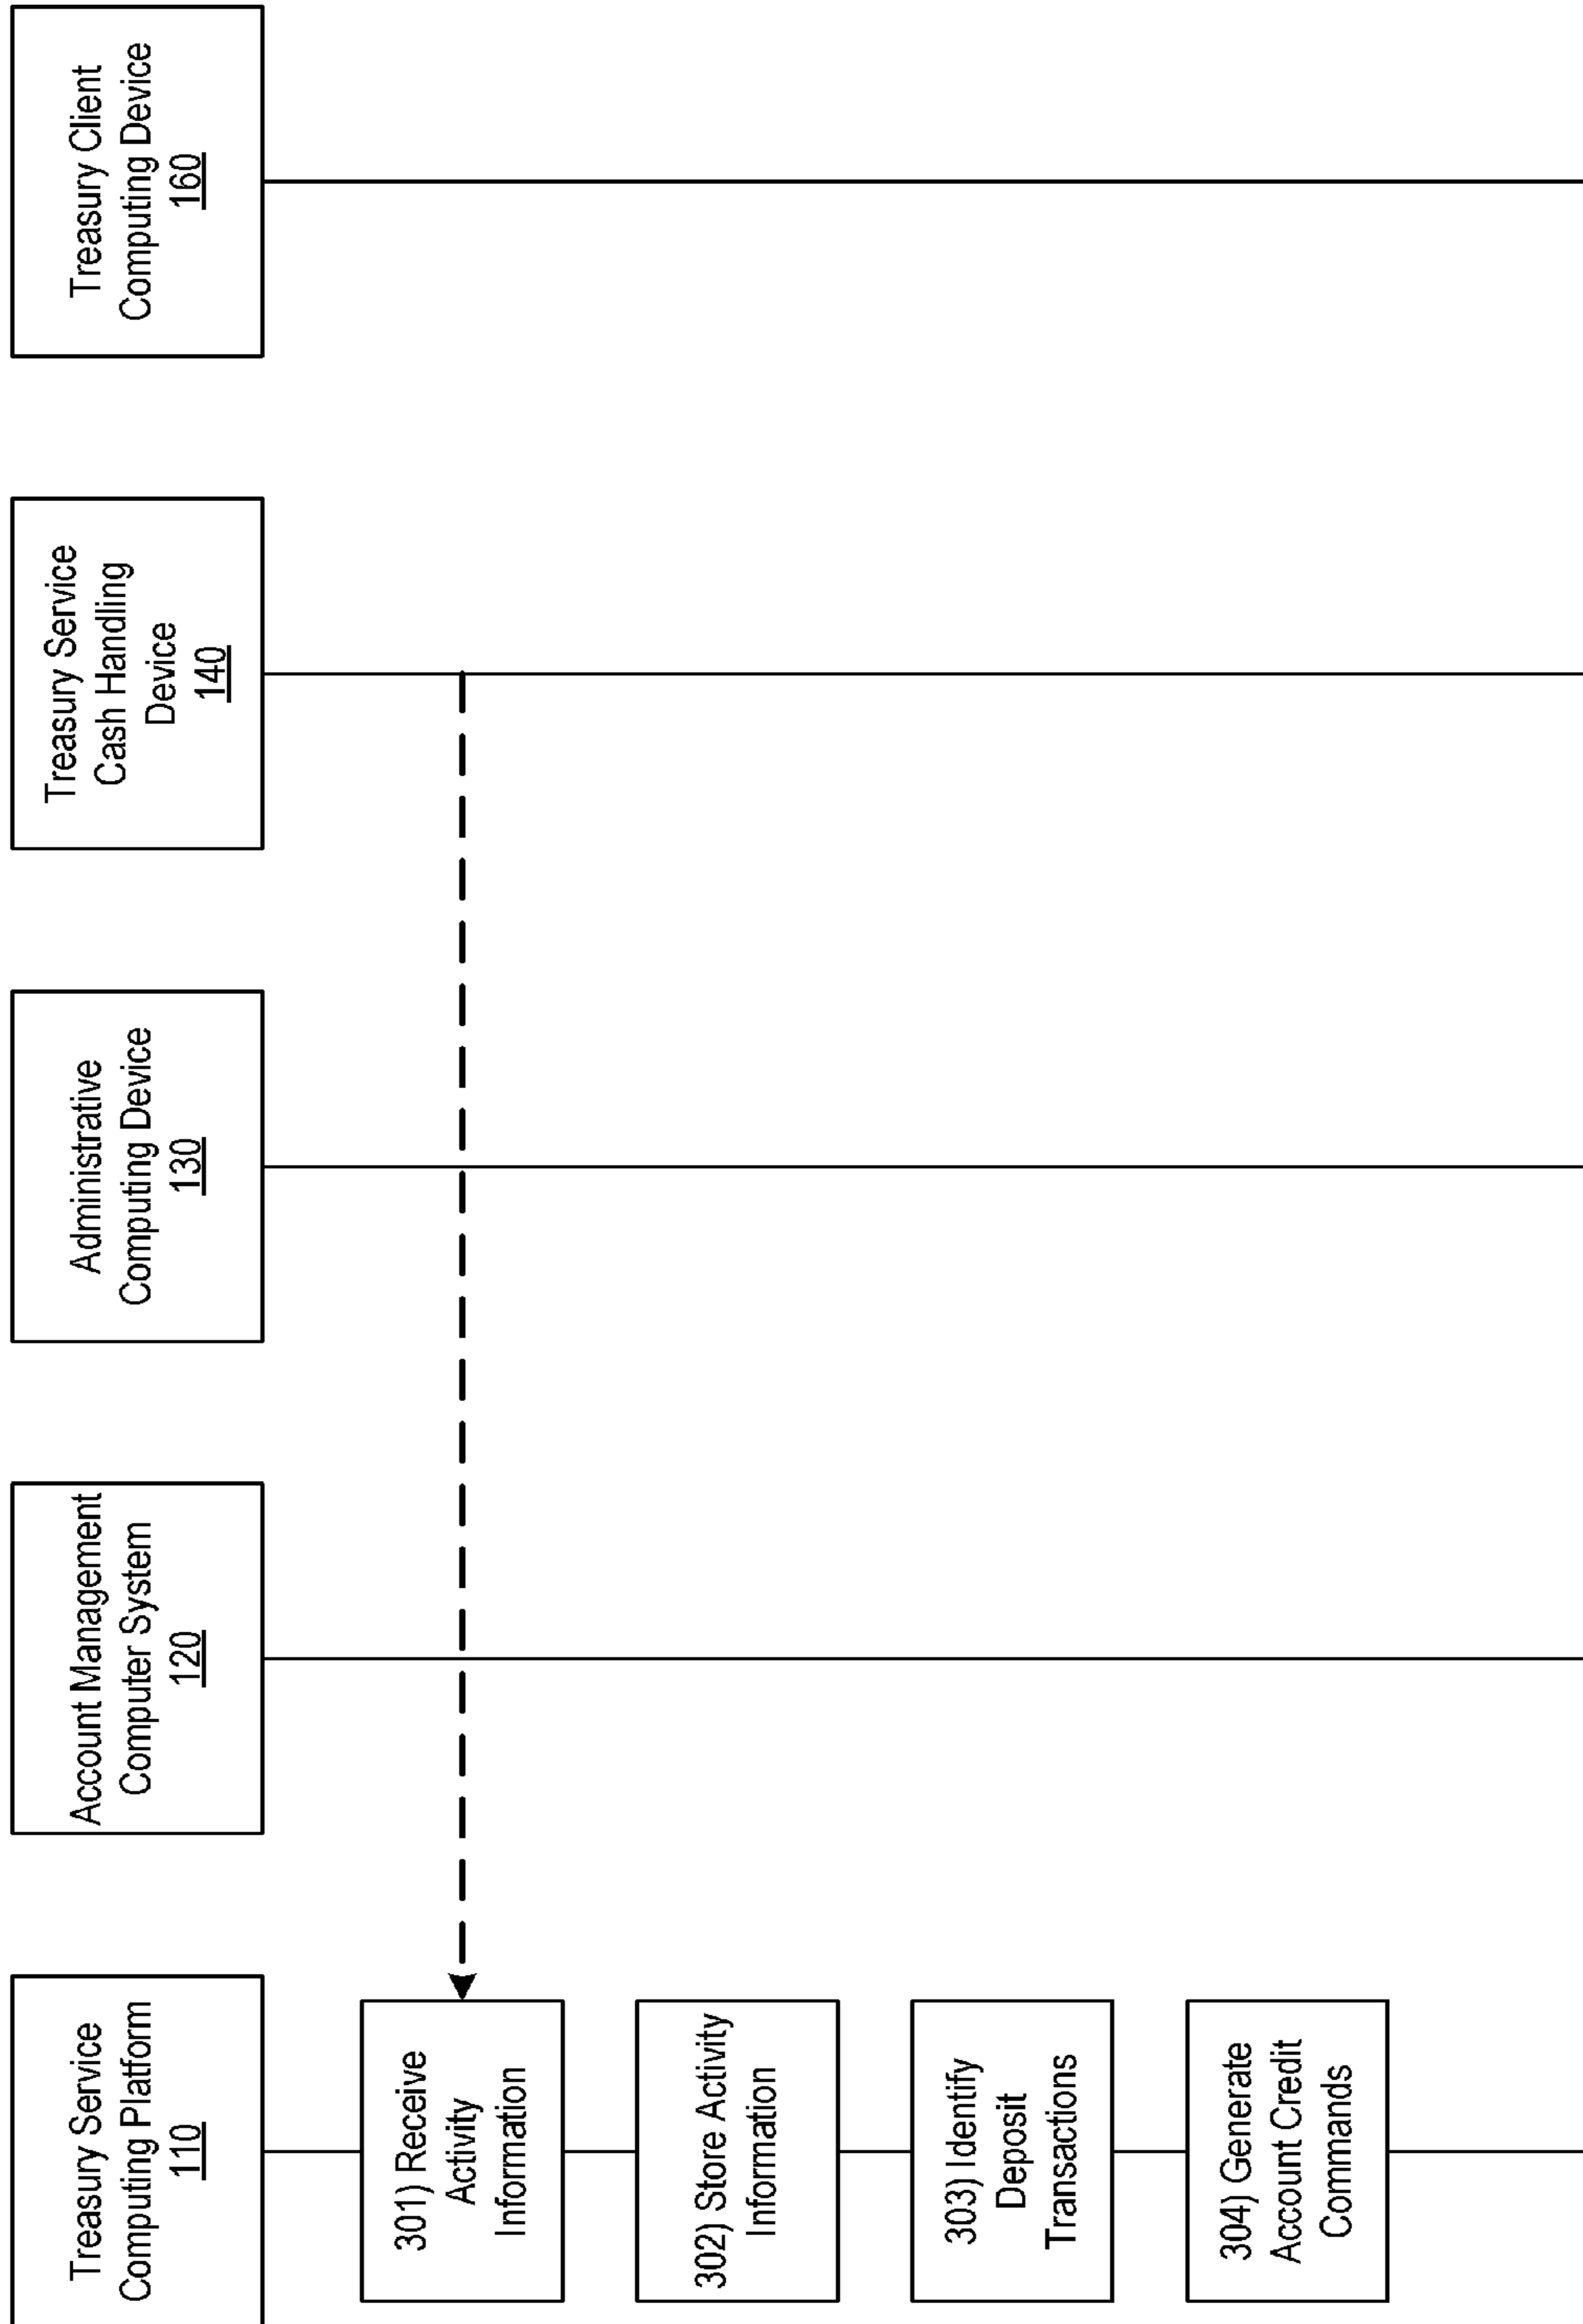 Treasury Service
Computing Platform
110
Account Management
Computer System
120
Administrative
Computing Device
130
Treasury Service
Cash Handling
Device
140
Treasury Client
Computing Device
160
301) Receive
Activity
Information
302) Store Activity
Information
303) Identify
Deposit
Transactions
304) Generate
Account Credit
Commands